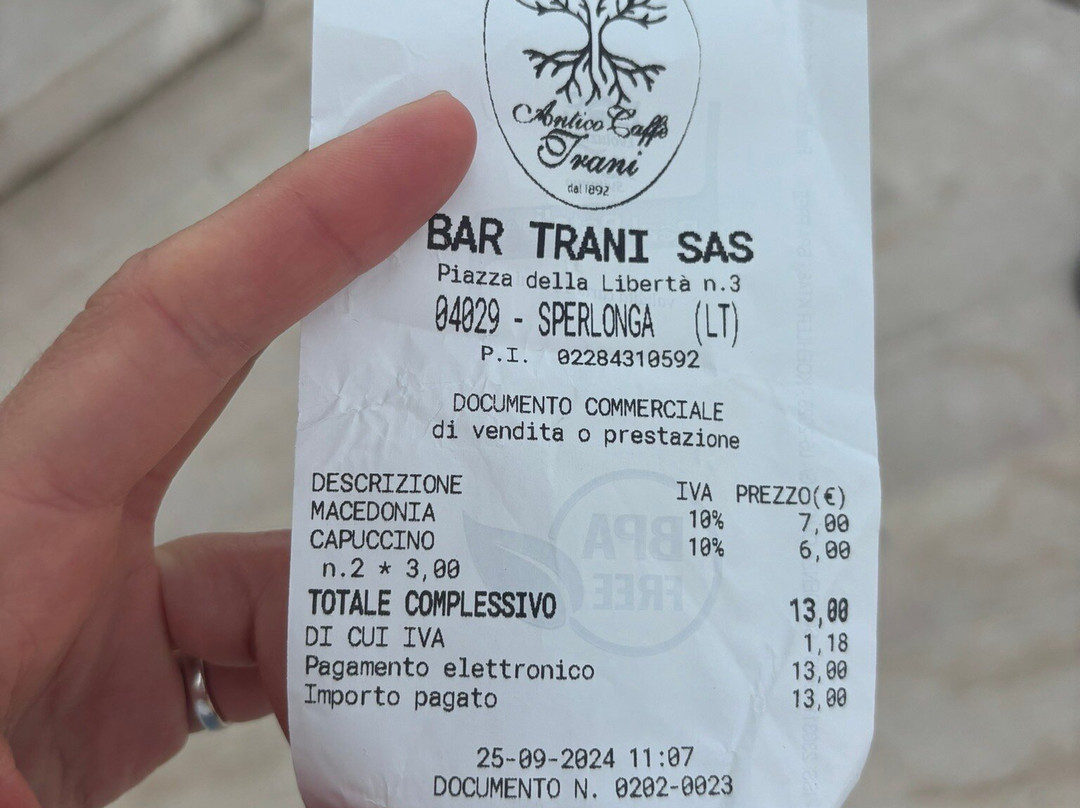 Antico Caffè
Trani
dal 1892
BAR TRANI SAS
Piazza della Libertà n.3
04029 - SPERLONGA (LT)
P.I. 02284310592
DOCUMENTO COMMERCIALE
di vendita o prestazione
DESCRIZIONE IVA PREZZO(€)
MACEDONIA 10% 7,00
CAPUCCINO 10% 6,00
n.2 * 3,00
TOTALE COMPLESSIVO 13,00
DI CUI IVA 1,18
Pagamento elettronico 13,00
Importo pagato 13,00
25-09-2024 11:07
DOCUMENTO N. 0202-0023
BPA
FREE